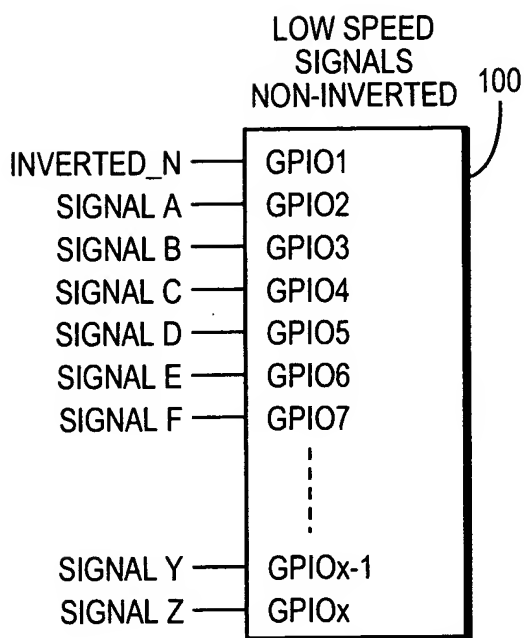 LOW SPEED
SIGNALS
NON-INVERTED
100
INVERTED_N GPIO1
SIGNAL A GPIO2
SIGNAL B GPIO3
SIGNAL C GPIO4
SIGNAL D GPIO5
SIGNAL E GPIO6
SIGNAL F GPIO7
SIGNAL Y GPIOx-1
SIGNAL Z GPIOx